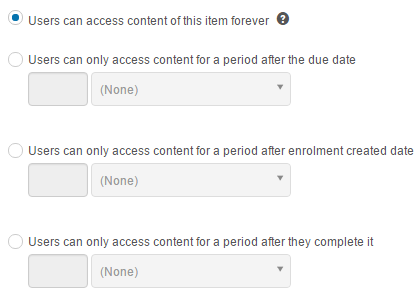 Users can access content of this item forever ?
Users can only access content for a period after the due date
(None)
Users can only access content for a period after enrolment created date
(None)
Users can only access content for a period after they complete it
(None)